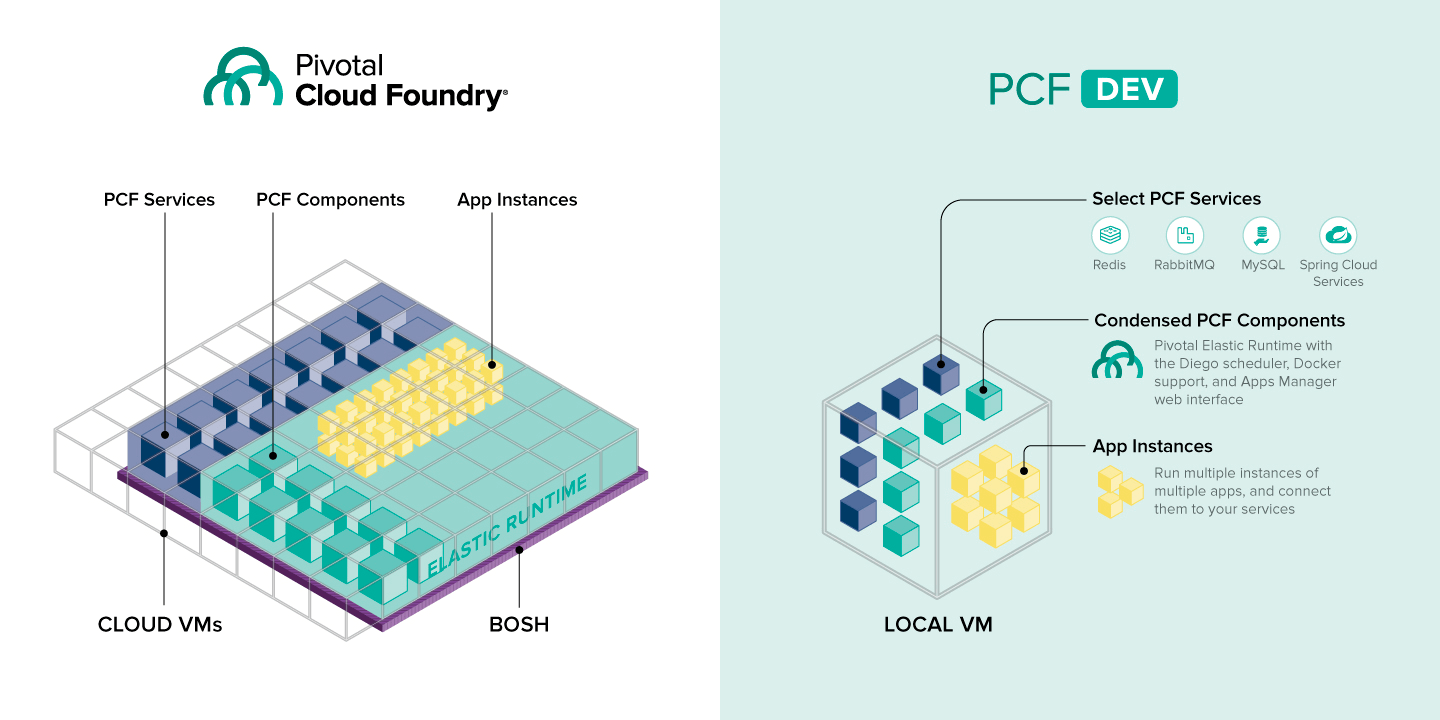 Pivotal
Cloud Foundry®
PCF Services
PCF Components
App Instances
ELASTIC RUNTIME
CLOUD VMs
BOSH
PCF DEV
Select PCF Services
Redis
RabbitMQ
MySQL
Spring Cloud
Services
Condensed PCF Components
Pivotal Elastic Runtime with
the Diego scheduler, Docker
support, and Apps Manager
web interface
App Instances
Run multiple instances of
multiple apps, and connect
them to your services
LOCAL VM